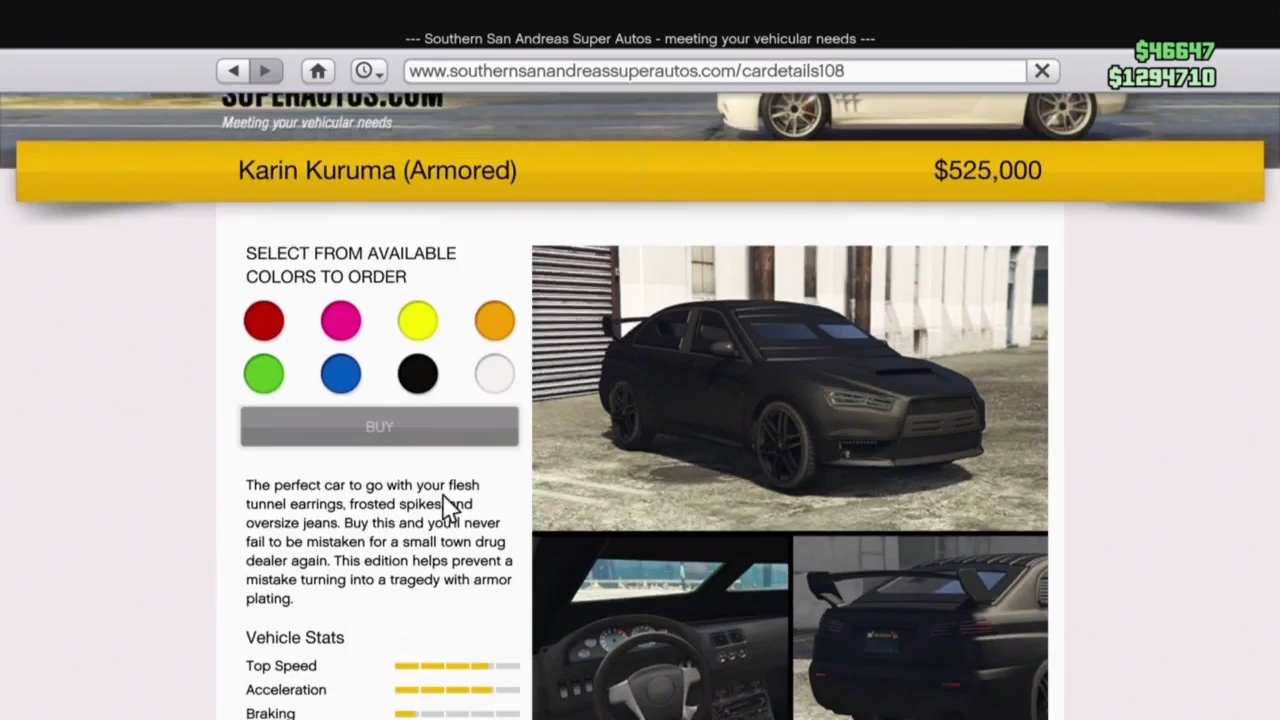 --- Southern San Andreas Super Autos - meeting your vehicular needs ---
$46647
www.southernsanandreassuperautos.com/cardetails108
$1294710
SUPERAUTOS.COM
Meeting your vehicular needs
Karin Kuruma (Armored)
$525,000
SELECT FROM AVAILABLE
COLORS TO ORDER
BUY
The perfect car to go with your flesh
tunnel earrings, frosted spikes and
oversize jeans. Buy this and you'll never
fail to be mistaken for a small town drug
dealer again. This edition helps prevent a
mistake turning into a tragedy with armor
plating.
Vehicle Stats
Top Speed
Acceleration
Braking